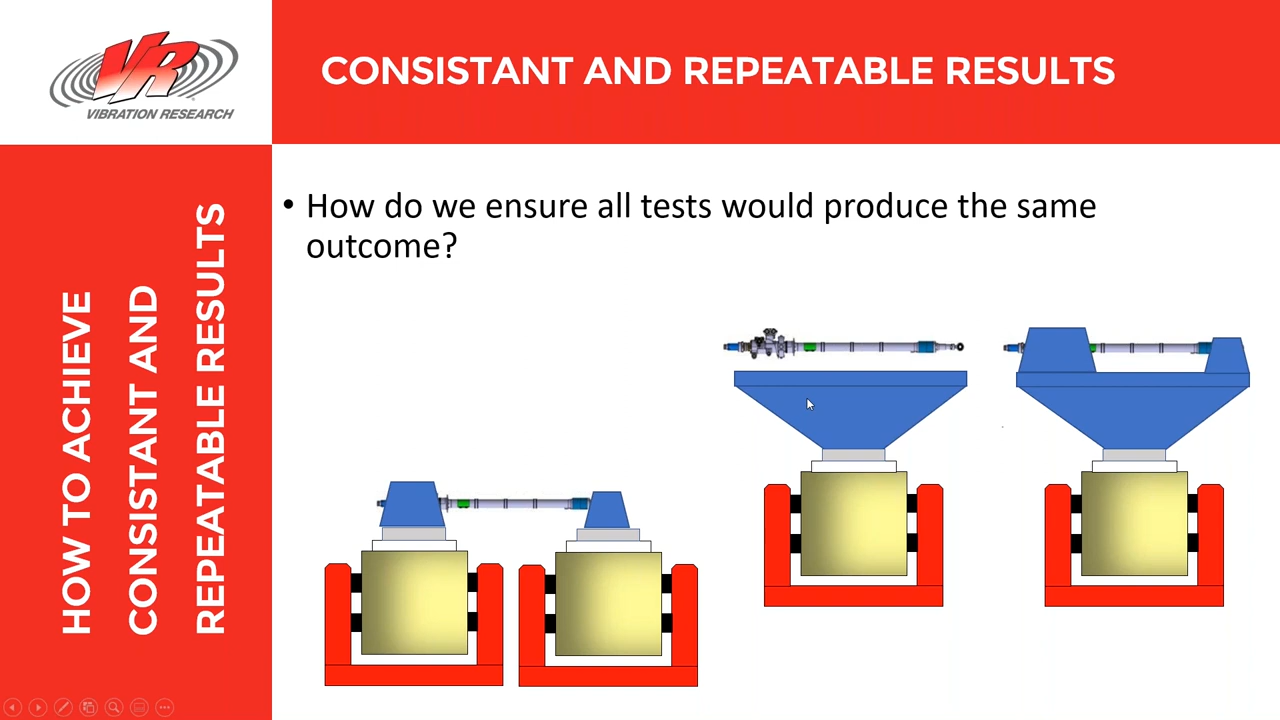 VR
VIBRATION RESEARCH
CONSISTANT AND REPEATABLE RESULTS
HOW TO ACHIEVE
CONSISTANT AND
REPEATABLE RESULTS
• How do we ensure all tests would produce the same
outcome?